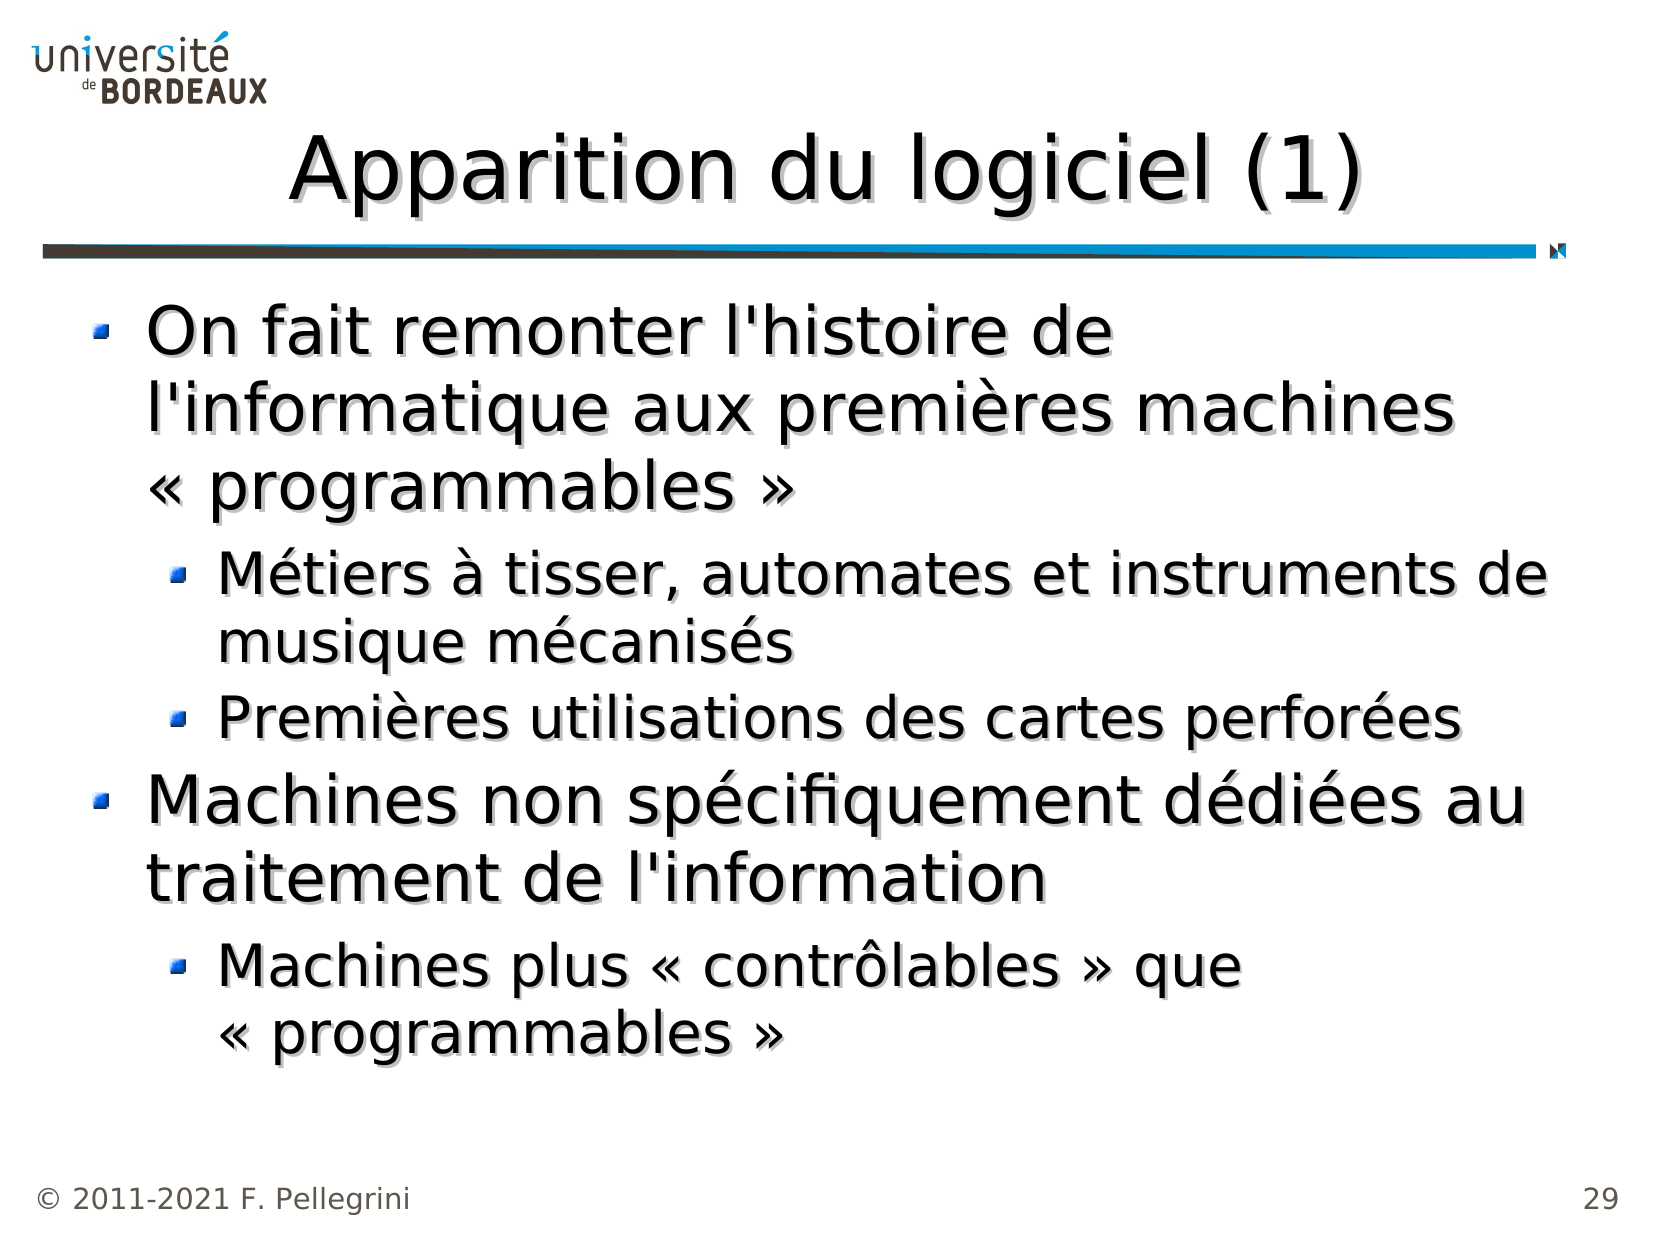 université
de BORDEAUX
Apparition du logiciel (1)
On fait remonter l'histoire de
l'informatique aux premières machines
« programmables »
Métiers à tisser, automates et instruments de
musique mécanisés
Premières utilisations des cartes perforées
Machines non spécifiquement dédiées au
traitement de l'information
Machines plus « contrôlables » que
« programmables »
© 2011-2021 F. Pellegrini
29